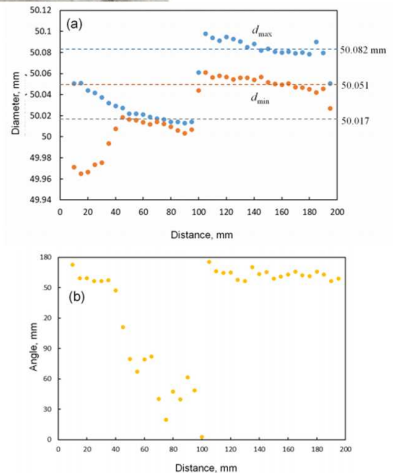 (a)
50.12
50.1
50.08
50.06
50.04
50.02
50
49.98
49.96
49.94
Diameter, mm
dmax
dmin
50.082 mm
50.051
50.017
0 20 40 60 80 100 120 140 160 180 200
Distance, mm
(b)
180
50
20
90
60
30
0
Angle, mm
0 20 40 60 80 100 120 140 160 180 200
Distance, mm